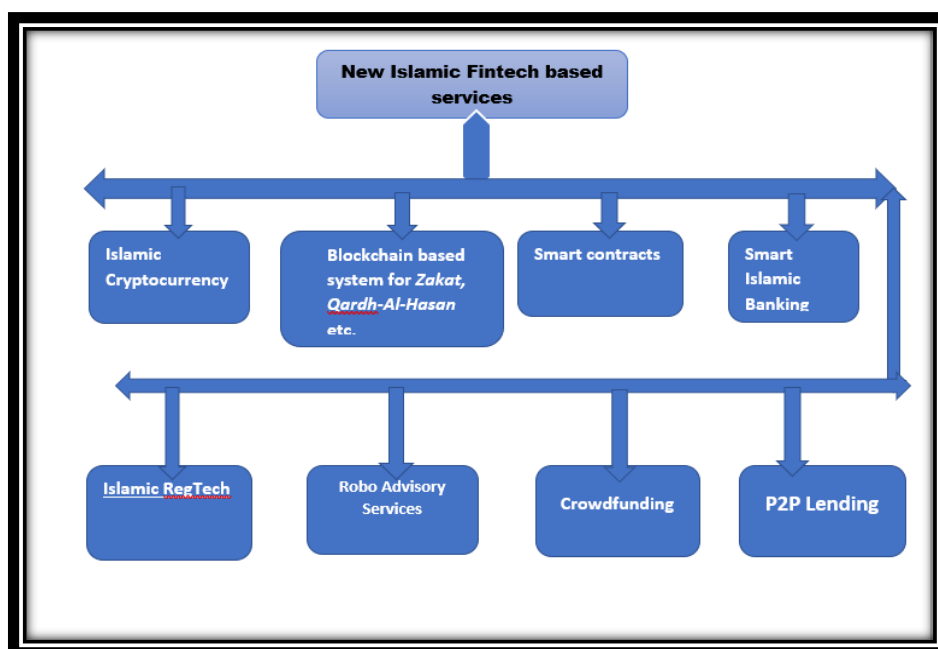 New Islamic Fintech based
services
Islamic
Cryptocurrency
Blockchain based
system for Zakat,
Qardh-Al-Hasan
etc.
Smart contracts
Smart
Islamic
Banking
Islamic RegTech
Robo Advisory
Services
Crowdfunding
P2P Lending